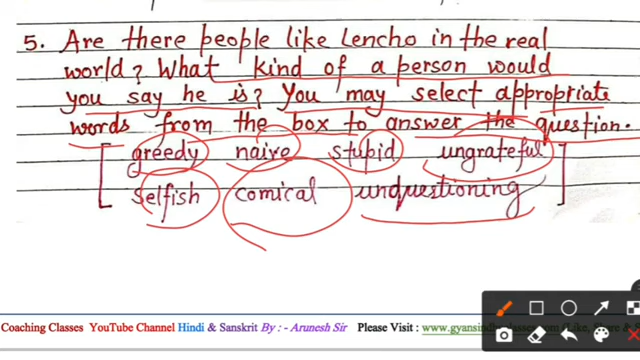 5. Are there people like Lencho in the real
world? What kind of a person would
you say he is? You may select appropriate
words from the box to answer the question.
[ greedy naive stupid ungrateful
selfish comical unquestioning ]
Coaching Classes YouTube Channel Hindi & Sanskrit By : - Arunesh Sir Please Visit : www.gyansindhu